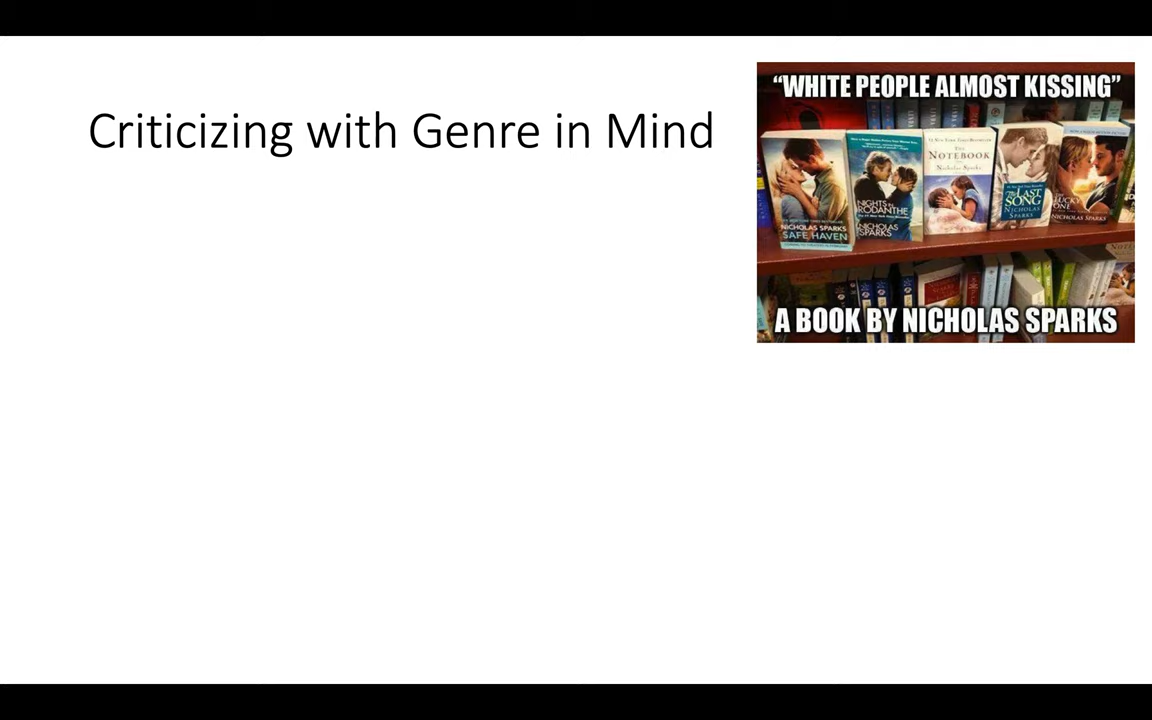 Criticizing with Genre in Mind
“WHITE PEOPLE ALMOST KISSING”
NICHOLAS SPARKS
SAFE HAVEN
NIGHTS in
RODANTHE
NICHOLAS
SPARKS
THE
NOTEBOOK
Nicholas Sparks
THE LAST
SONG
NICHOLAS
SPARKS
THE
LUCKY
ONE
NICHOLAS SPARKS
A BOOK BY NICHOLAS SPARKS